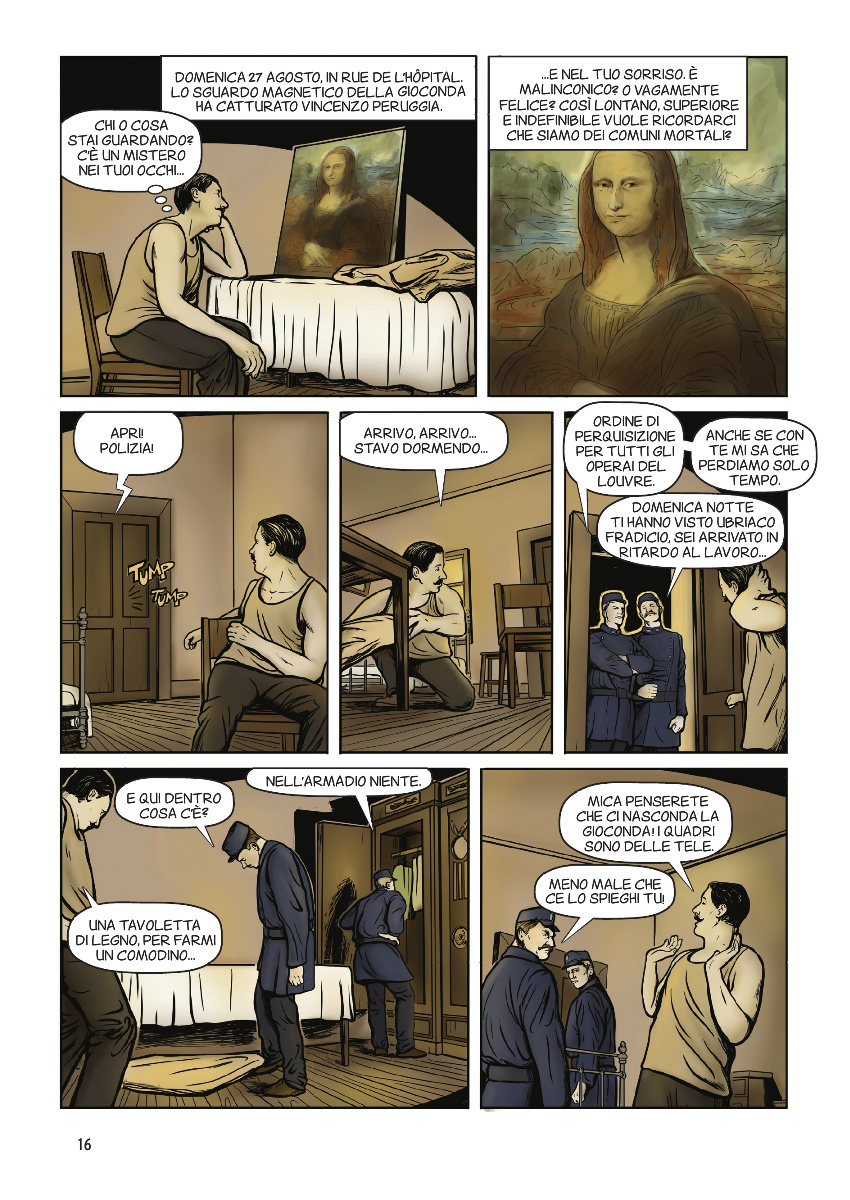 DOMENICA 27 AGOSTO, IN RUE DE L'HÔPITAL.
LO SGUARDO MAGNETICO DELLA GIOCONDA
HA CATTURATO VINCENZO PERUGGIA.
CHI O COSA
STAI GUARDANDO?
C'È UN MISTERO
NEI TUOI OCCHI...
...E NEL TUO SORRISO. È
MALINCONICO? O VAGAMENTE
FELICE? COSÌ LONTANO, SUPERIORE
E INDEFINIBILE VUOLE RICORDARCI
CHE SIAMO DEI COMUNI MORTALI?
APRI!
POLIZIA!
TUMP
TUMP
ARRIVO, ARRIVO...
STAVO DORMENDO...
ORDINE DI
PERQUISIZIONE
PER TUTTI GLI
OPERAI DEL
LOUVRE.
ANCHE SE CON
TE MI SA CHE
PERDIAMO SOLO
TEMPO.
DOMENICA NOTTE
TI HANNO VISTO UBRIACO
FRADICIO, SEI ARRIVATO IN
RITARDO AL LAVORO...
E QUI DENTRO
COSA C'È?
NELL'ARMADIO NIENTE.
UNA TAVOLETTA
DI LEGNO, PER FARMI
UN COMODINO...
MICA PENSERETE
CHE CI NASCONDA LA
GIOCONDA! I QUADRI
SONO DELLE TELE.
MENO MALE CHE
CE LO SPIEGHI TU!
16